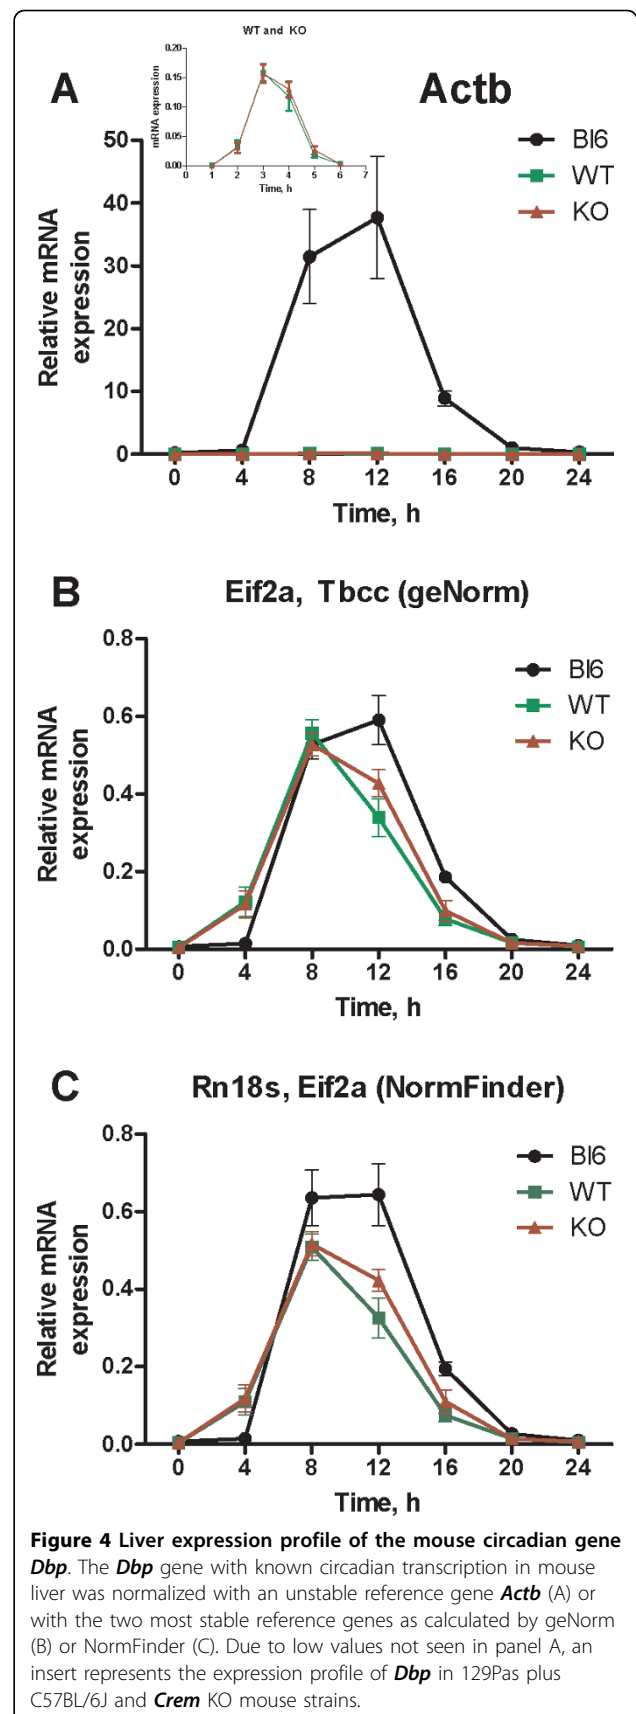 A
Actb
WT and KO
mRNA expression
0.20
0.15
0.10
0.05
0.00
0 1 2 3 4 5 6 7
Time, h
Bl6
WT
KO
Relative mRNA
expression
50
40
30
20
10
0
0 4 8 12 16 20 24
Time, h
B
Eif2a, Tbcc (geNorm)
Bl6
WT
KO
Relative mRNA
expression
0.8
0.6
0.4
0.2
0.0
0 4 8 12 16 20 24
Time, h
C
Rn18s, Eif2a (NormFinder)
Bl6
WT
KO
Relative mRNA
expression
0.8
0.6
0.4
0.2
0.0
0 4 8 12 16 20 24
Time, h
Figure 4 Liver expression profile of the mouse circadian gene
Dbp. The Dbp gene with known circadian transcription in mouse
liver was normalized with an unstable reference gene Actb (A) or
with the two most stable reference genes as calculated by geNorm
(B) or NormFinder (C). Due to low values not seen in panel A, an
insert represents the expression profile of Dbp in 129Pas plus
C57BL/6J and Crem KO mouse strains.